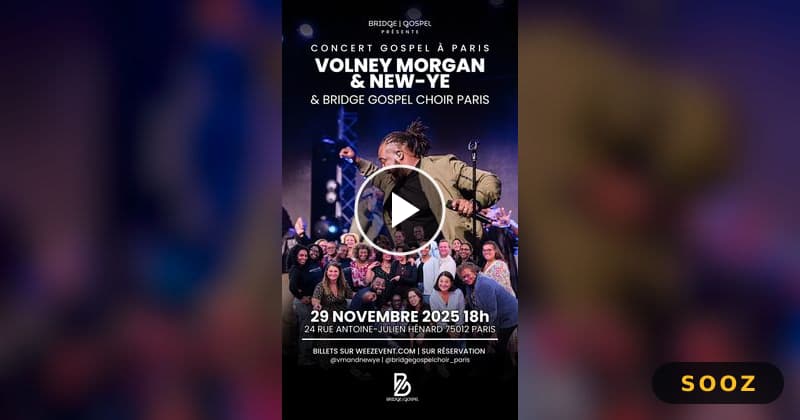 BRIDGE | GOSPEL
PRÉSENTE
CONCERT GOSPEL À PARIS
VOLNEY MORGAN
& NEW-YE
& BRIDGE GOSPEL CHOIR PARIS
29 NOVEMBRE 2025 18h
24 RUE ANTOINE-JULIEN HÉNARD 75012 PARIS
BILLETS SUR WEEZEVENT.COM | SUR RÉSERVATION
@vmandnewye | @bridgegospelchoir_paris
BRIDGE | GOSPEL
SOOZ